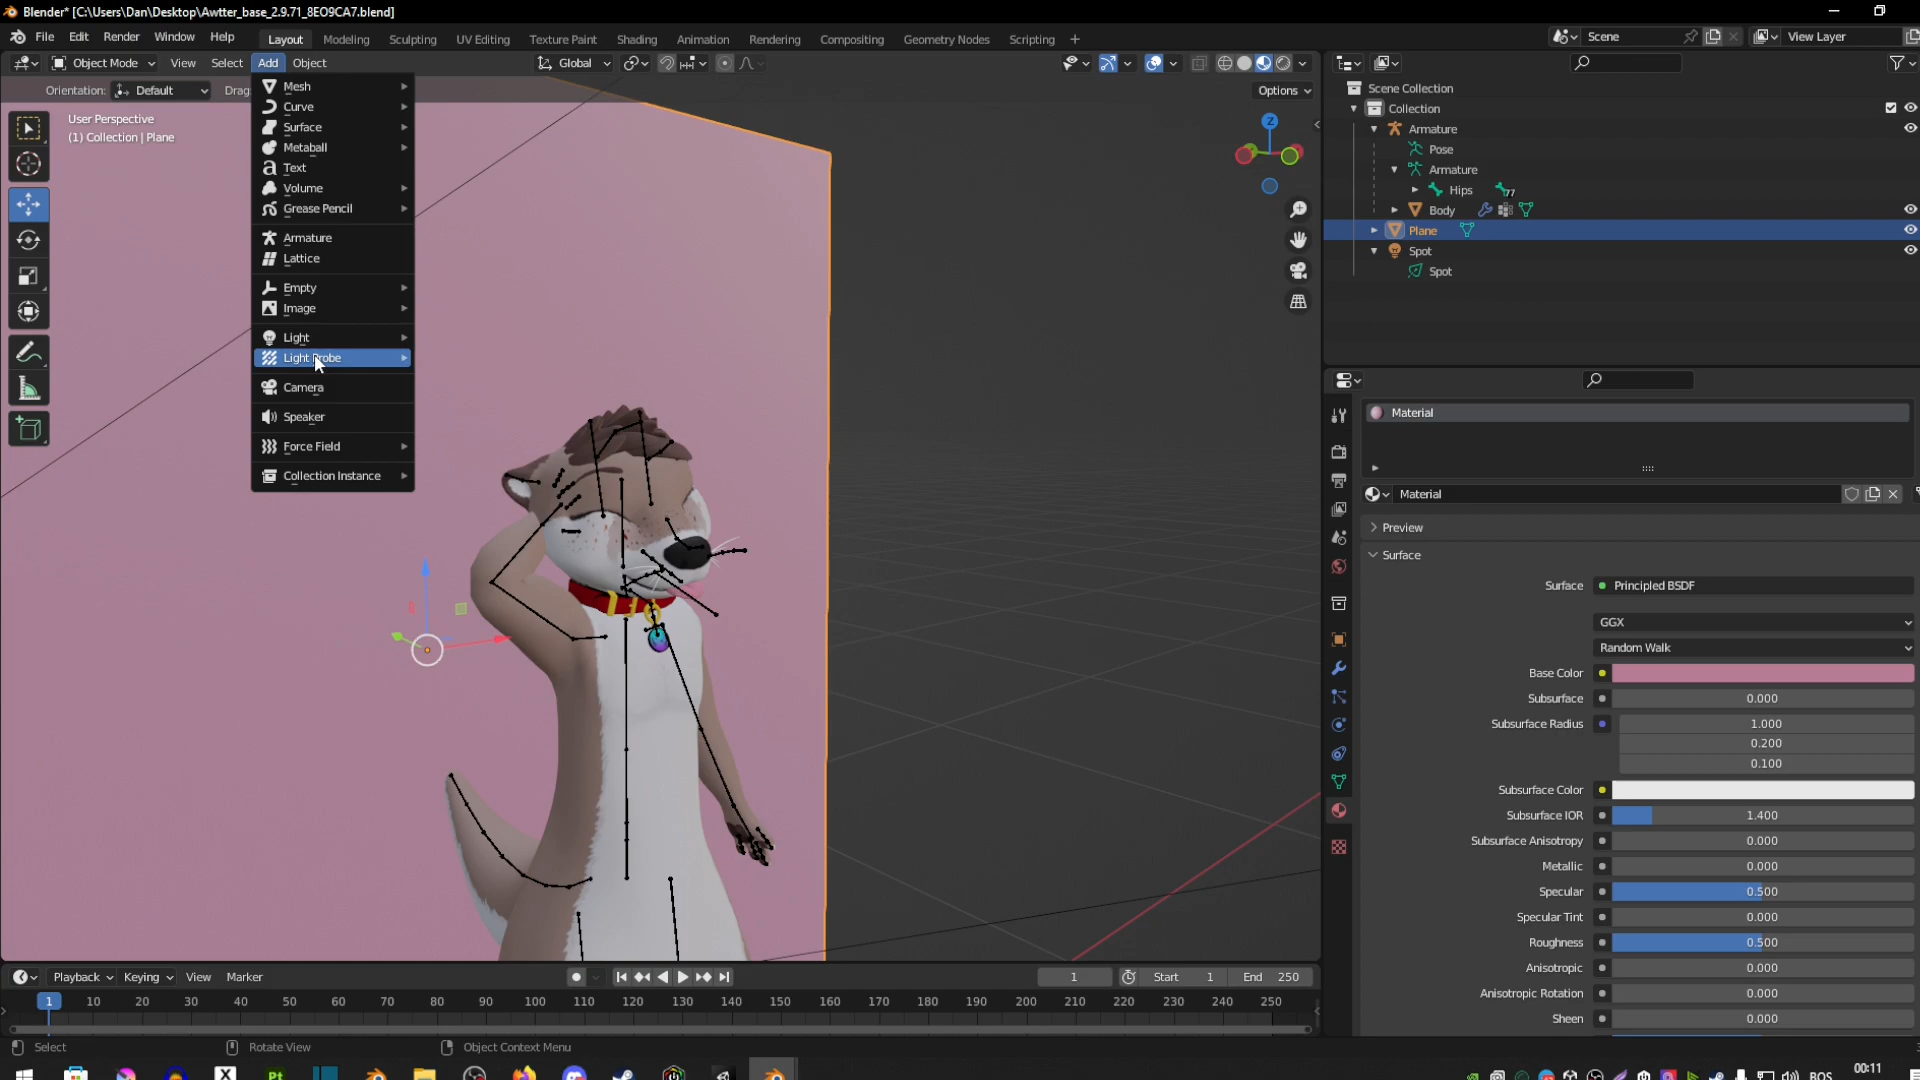 Blender* [C:\Users\Dan\Desktop\Awtter_base_2.9.71_8EO9CA7.blend]
File Edit Render Window Help Layout Modeling Sculpting UV Editing Texture Paint Shading Animation Rendering Compositing Geometry Nodes Scripting + Scene View Layer
Object Mode View Select Add Object Global
Orientation: Default Drag: Options
User Perspective
(1) Collection | Plane
Mesh
Curve
Surface
Metaball
Text
Volume
Grease Pencil
Armature
Lattice
Empty
Image
Light
Light Probe
Camera
Speaker
Force Field
Collection Instance
Z
Scene Collection
Collection
Armature
Pose
Armature
Hips 77
Body
Plane
Spot
Spot
Material
Material
Preview
Surface
Surface Principled BSDF
GGX
Random Walk
Base Color
Subsurface 0.000
Subsurface Radius 1.000
0.200
0.100
Subsurface Color
Subsurface IOR 1.400
Subsurface Anisotropy 0.000
Metallic 0.000
Specular 0.500
Specular Tint 0.000
Roughness 0.500
Anisotropic 0.000
Anisotropic Rotation 0.000
Sheen 0.000
Playback Keying View Marker 1 Start 1 End 250
1 10 20 30 40 50 60 70 80 90 100 110 120 130 140 150 160 170 180 190 200 210 220 230 240 250
Select Rotate View Object Context Menu
X Pt BOS 00:11